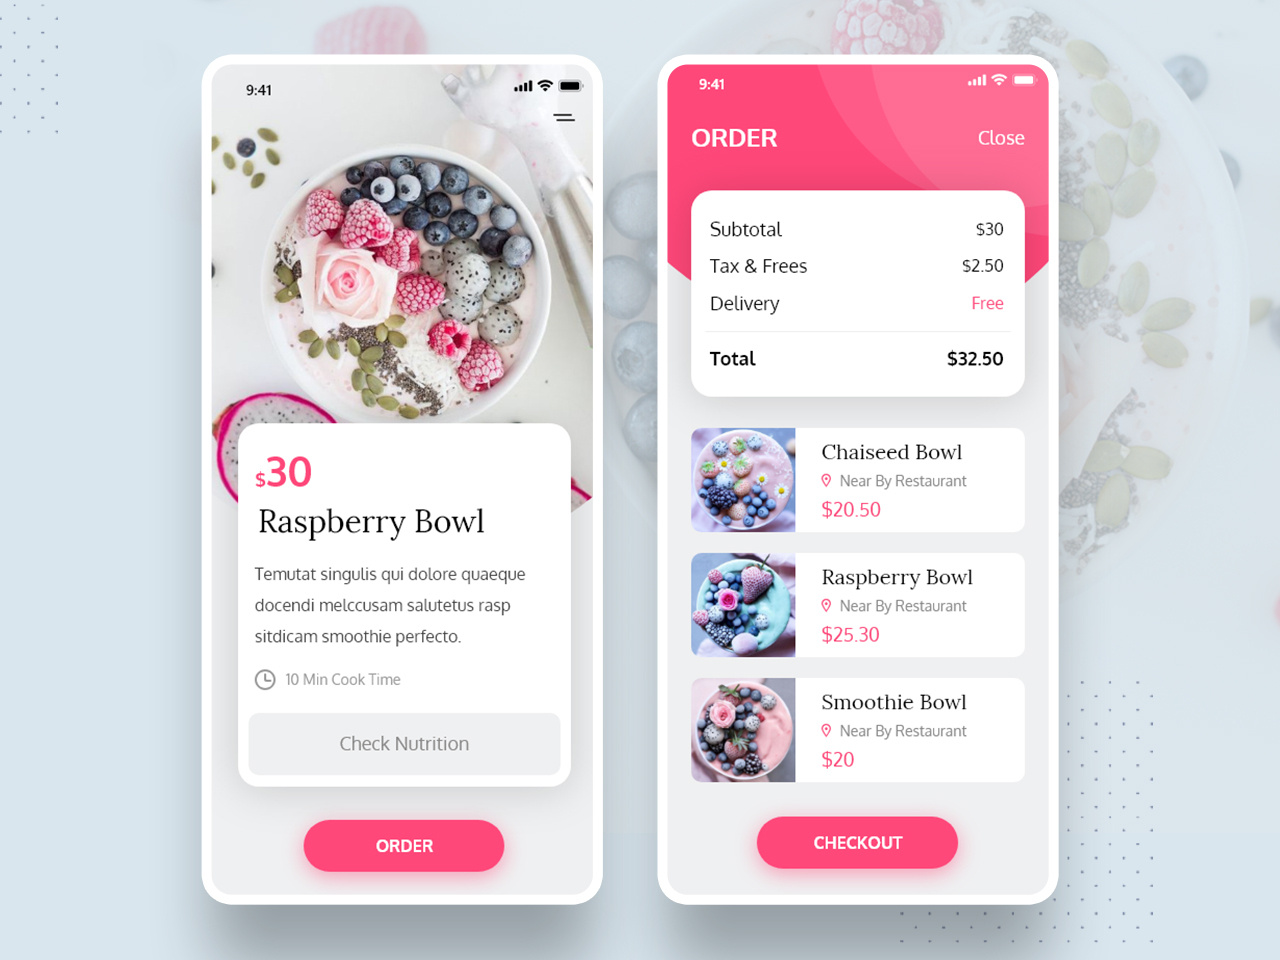 9:41
$30
Raspberry Bowl
Temutat singulis qui dolore quaeque
docendi melccusam salutetus rasp
sitdicam smoothie perfecto.
10 Min Cook Time
Check Nutrition
ORDER
9:41
ORDER
Close
Subtotal $30
Tax & Frees $2.50
Delivery Free
Total $32.50
Chaiseed Bowl
Near By Restaurant
$20.50
Raspberry Bowl
Near By Restaurant
$25.30
Smoothie Bowl
Near By Restaurant
$20
CHECKOUT